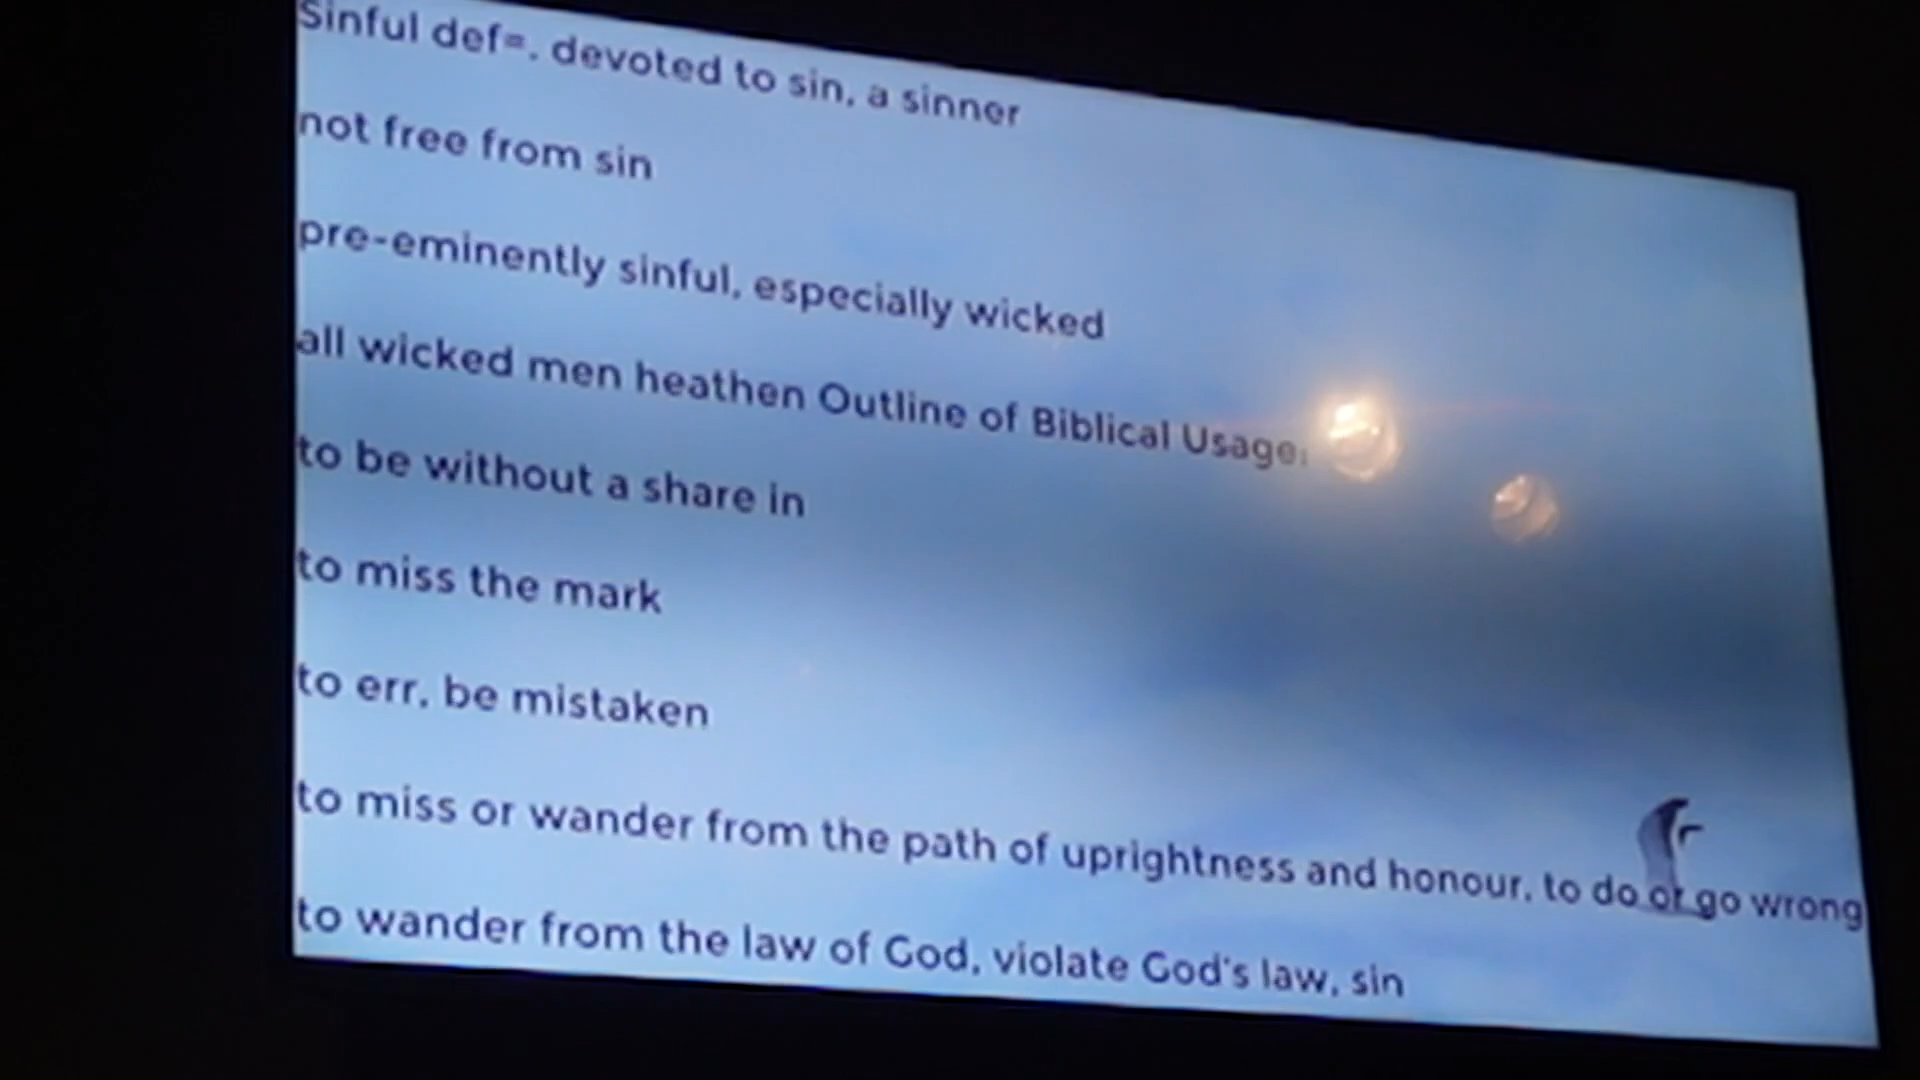 Sinful def=. devoted to sin, a sinner
not free from sin
pre-eminently sinful, especially wicked
all wicked men heathen Outline of Biblical Usage:
to be without a share in
to miss the mark
to err, be mistaken
to miss or wander from the path of uprightness and honour, to do or go wrong
to wander from the law of God, violate God's law, sin